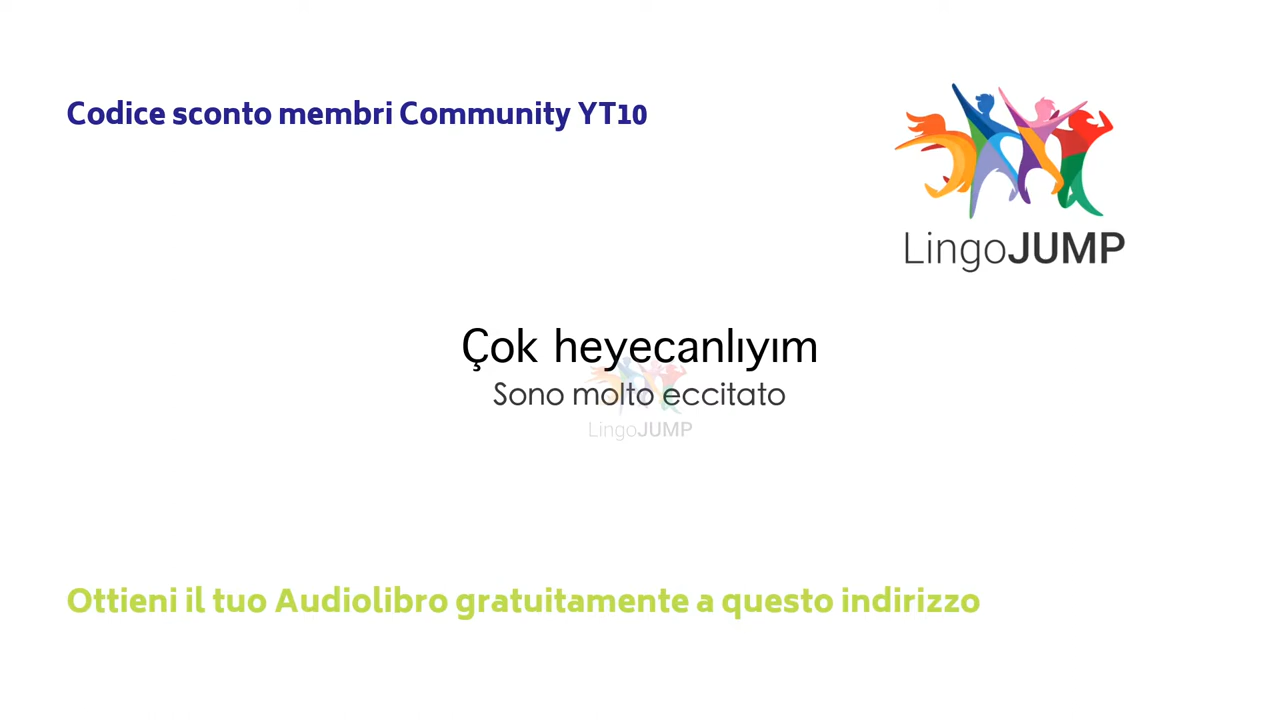 Codice sconto membri Community YT10
LingoJUMP
Çok heyecanlıyım
Sono molto eccitato
LingoJUMP
Ottieni il tuo Audiolibro gratuitamente a questo indirizzo